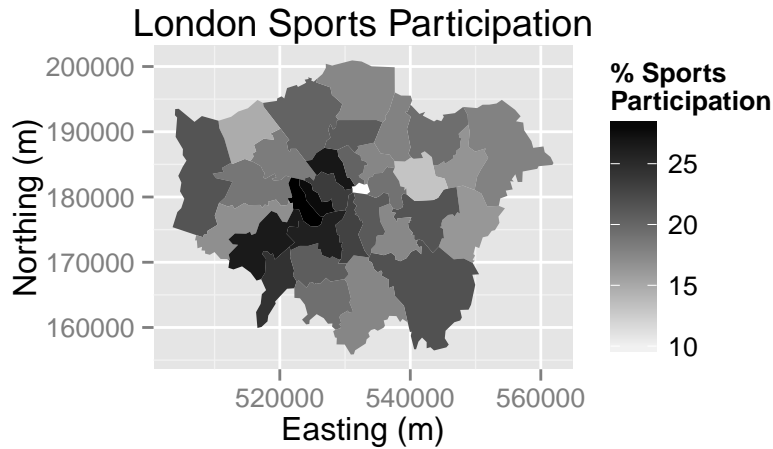 London Sports Participation
% Sports
Participation
25
20
15
10
200000
190000
180000
170000
160000
Northing (m)
520000 540000 560000
Easting (m)